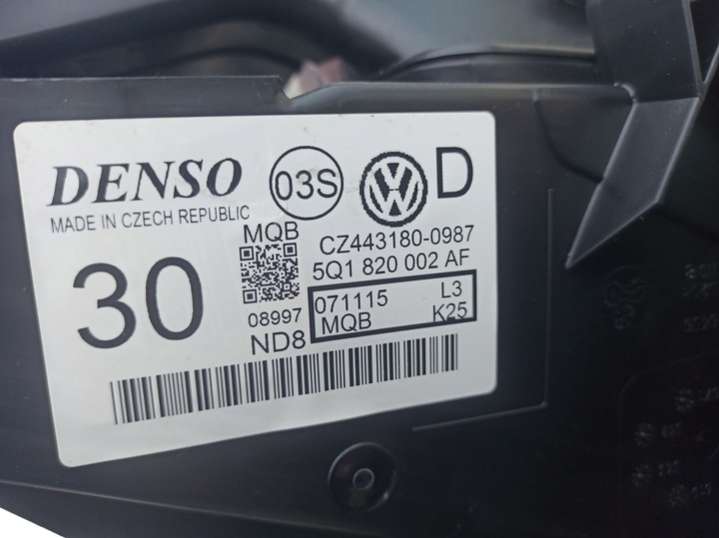 DENSO
03S
D
MADE IN CZECH REPUBLIC
MQB
CZ443180-0987
5Q1 820 002 AF
30
071115 L3
08997
MQB K25
ND8